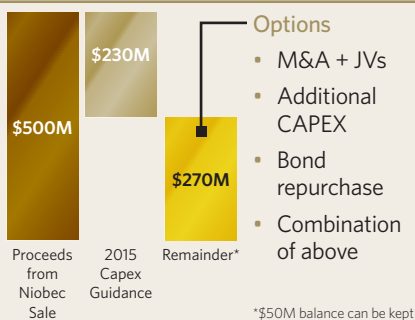 $500M
$230M
$270M
Proceeds
from
Niobec
Sale
2015
Capex
Guidance
Remainder*
Options
• M&A + JVs
• Additional
CAPEX
• Bond
repurchase
• Combination
of above
*$50M balance can be kept